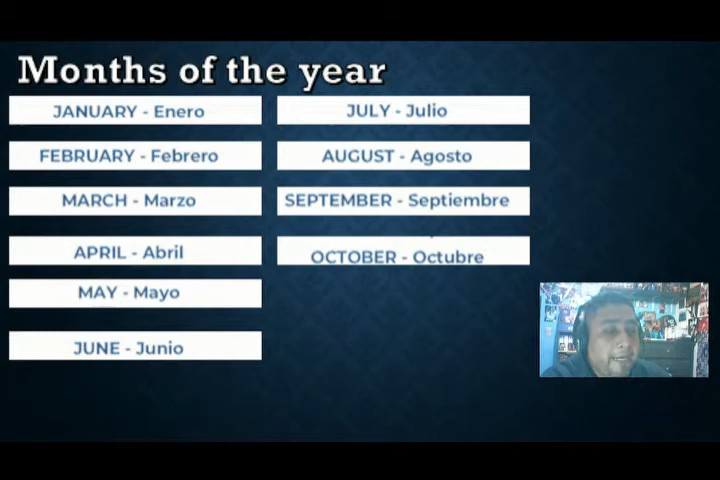 Months of the year
JANUARY - Enero
FEBRUARY - Febrero
MARCH - Marzo
APRIL - Abril
MAY - Mayo
JUNE - Junio
JULY - Julio
AUGUST - Agosto
SEPTEMBER - Septiembre
OCTOBER - Octubre